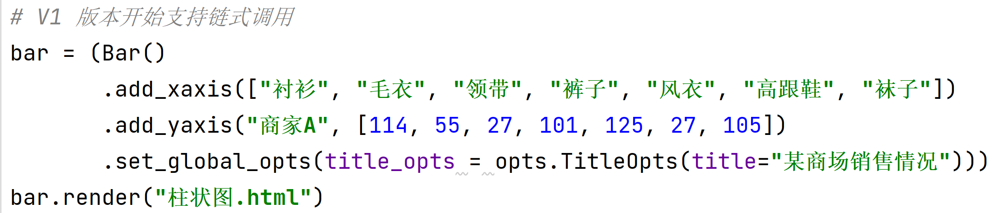 # V1 版本开始支持链式调用
bar = (Bar()
       .add_xaxis(["衬衫", "毛衣", "领带", "裤子", "风衣", "高跟鞋", "袜子"])
       .add_yaxis("商家A", [114, 55, 27, 101, 125, 27, 105])
       .set_global_opts(title_opts = opts.TitleOpts(title="某商场销售情况")))
bar.render("柱状图.html")